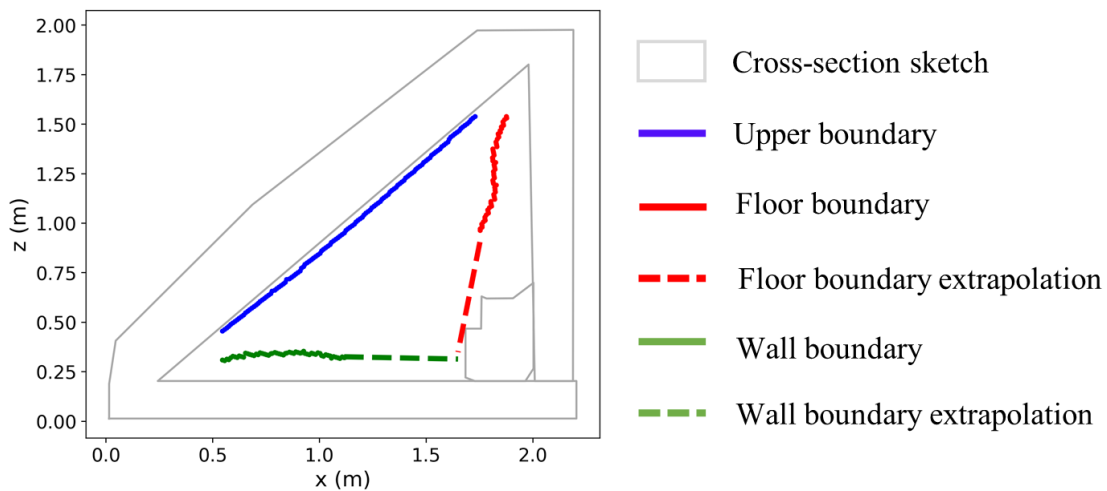 2.00
1.75
1.50
1.25
1.00
0.75
0.50
0.25
0.00
z (m)
0.0 0.5 1.0 1.5 2.0
x (m)
Cross-section sketch
Upper boundary
Floor boundary
Floor boundary extrapolation
Wall boundary
Wall boundary extrapolation